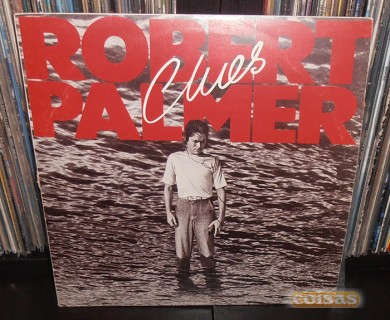 ROBERT
Clues
PALMER
coisas